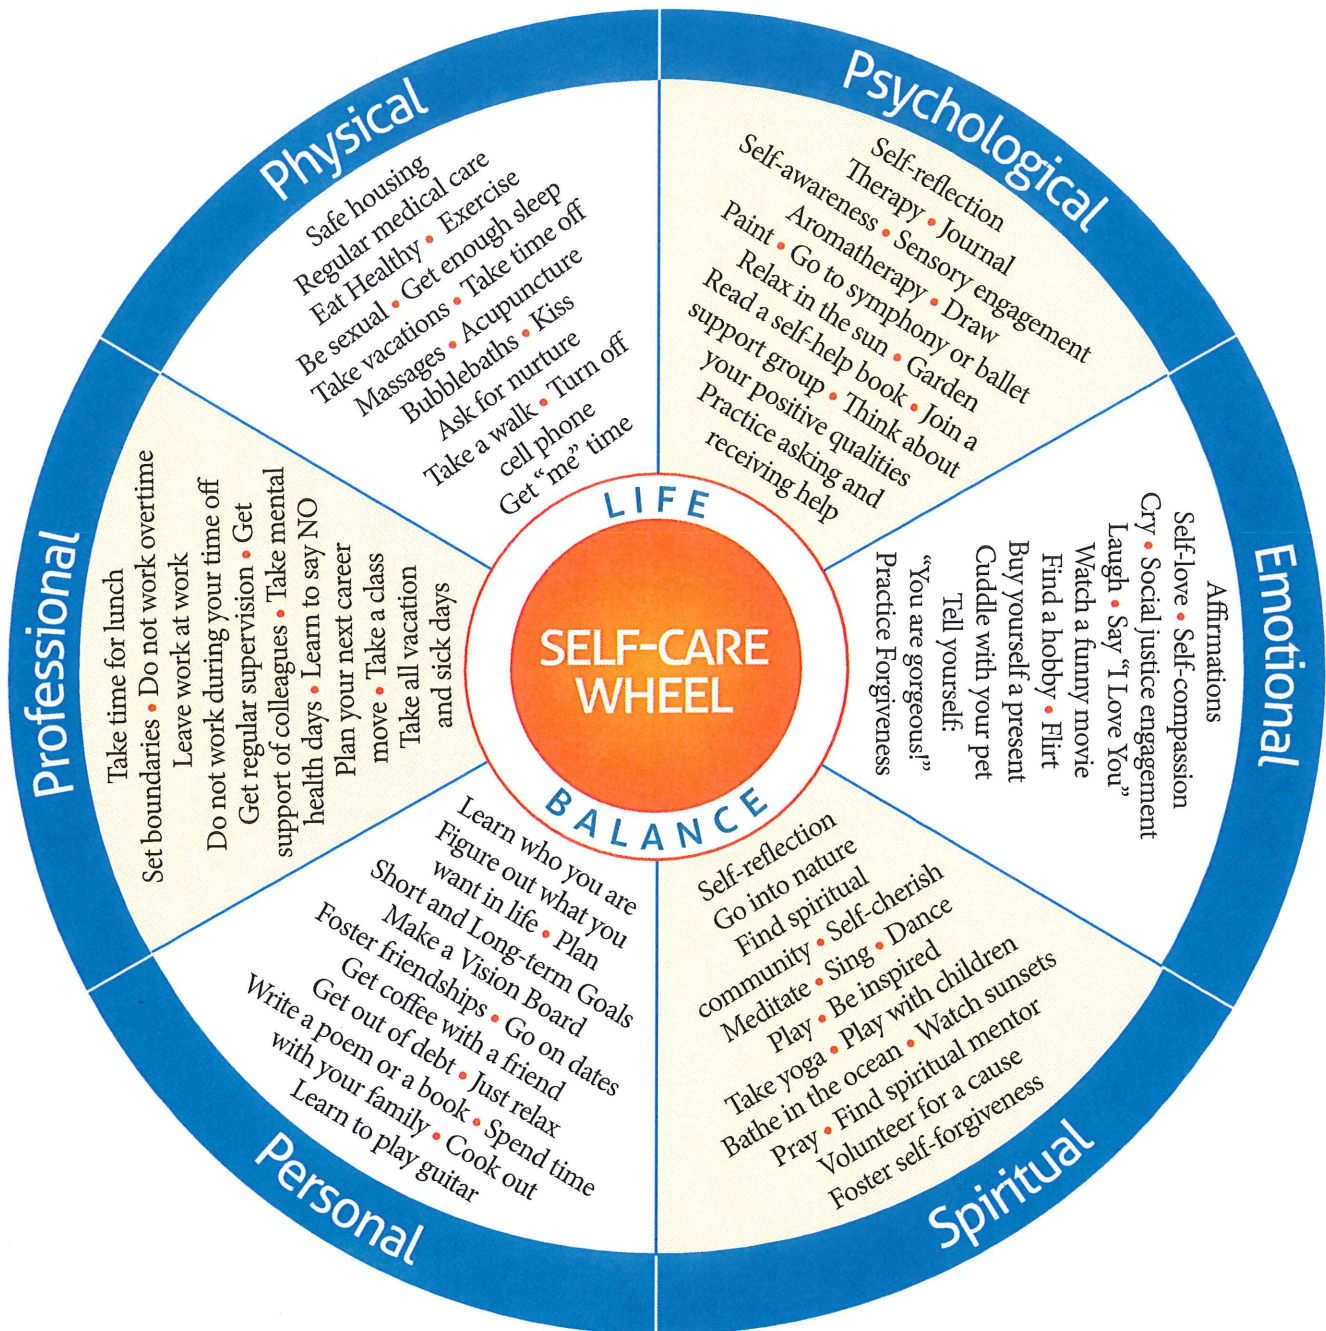 SELF-CARE
WHEEL
LIFE
BALANCE
Physical
Safe housing
Regular medical care
Eat Healthy • Exercise
Be sexual • Get enough sleep
Take vacations • Take time off
Massages • Acupuncture
Bubblebaths • Kiss
Ask for nurture
Take a walk • Turn off
cell phone
Get “me” time
Psychological
Self-reflection
Therapy • Journal
Self-awareness • Sensory engagement
Aromatherapy • Draw
Paint • Go to symphony or ballet
Relax in the sun • Garden
Read a self-help book • Join a
support group • Think about
your positive qualities
Practice asking and
receiving help
Emotional
Affirmations
Self-love • Self-compassion
Cry • Social justice engagement
Laugh • Say “I Love You”
Watch a funny movie
Find a hobby • Flirt
Buy yourself a present
Cuddle with your pet
Tell yourself:
“You are gorgeous!”
Practice Forgiveness
Spiritual
Self-reflection
Go into nature
Find spiritual
community • Self-cherish
Meditate • Sing • Dance
Play • Be inspired
Take yoga • Play with children
Bathe in the ocean • Watch sunsets
Pray • Find spiritual mentor
Volunteer for a cause
Foster self-forgiveness
Personal
Learn who you are
Figure out what you
want in life • Plan
Short and Long-term Goals
Make a Vision Board
Foster friendships • Go on dates
Get coffee with a friend
Get out of debt • Just relax
Write a poem or a book • Spend time
with your family • Cook out
Learn to play guitar
Professional
Take time for lunch
Set boundaries • Do not work overtime
Leave work at work
Do not work during your time off
Get regular supervision • Get
support of colleagues • Take mental
health days • Learn to say NO
Plan your next career
move • Take a class
Take all vacation
and sick days